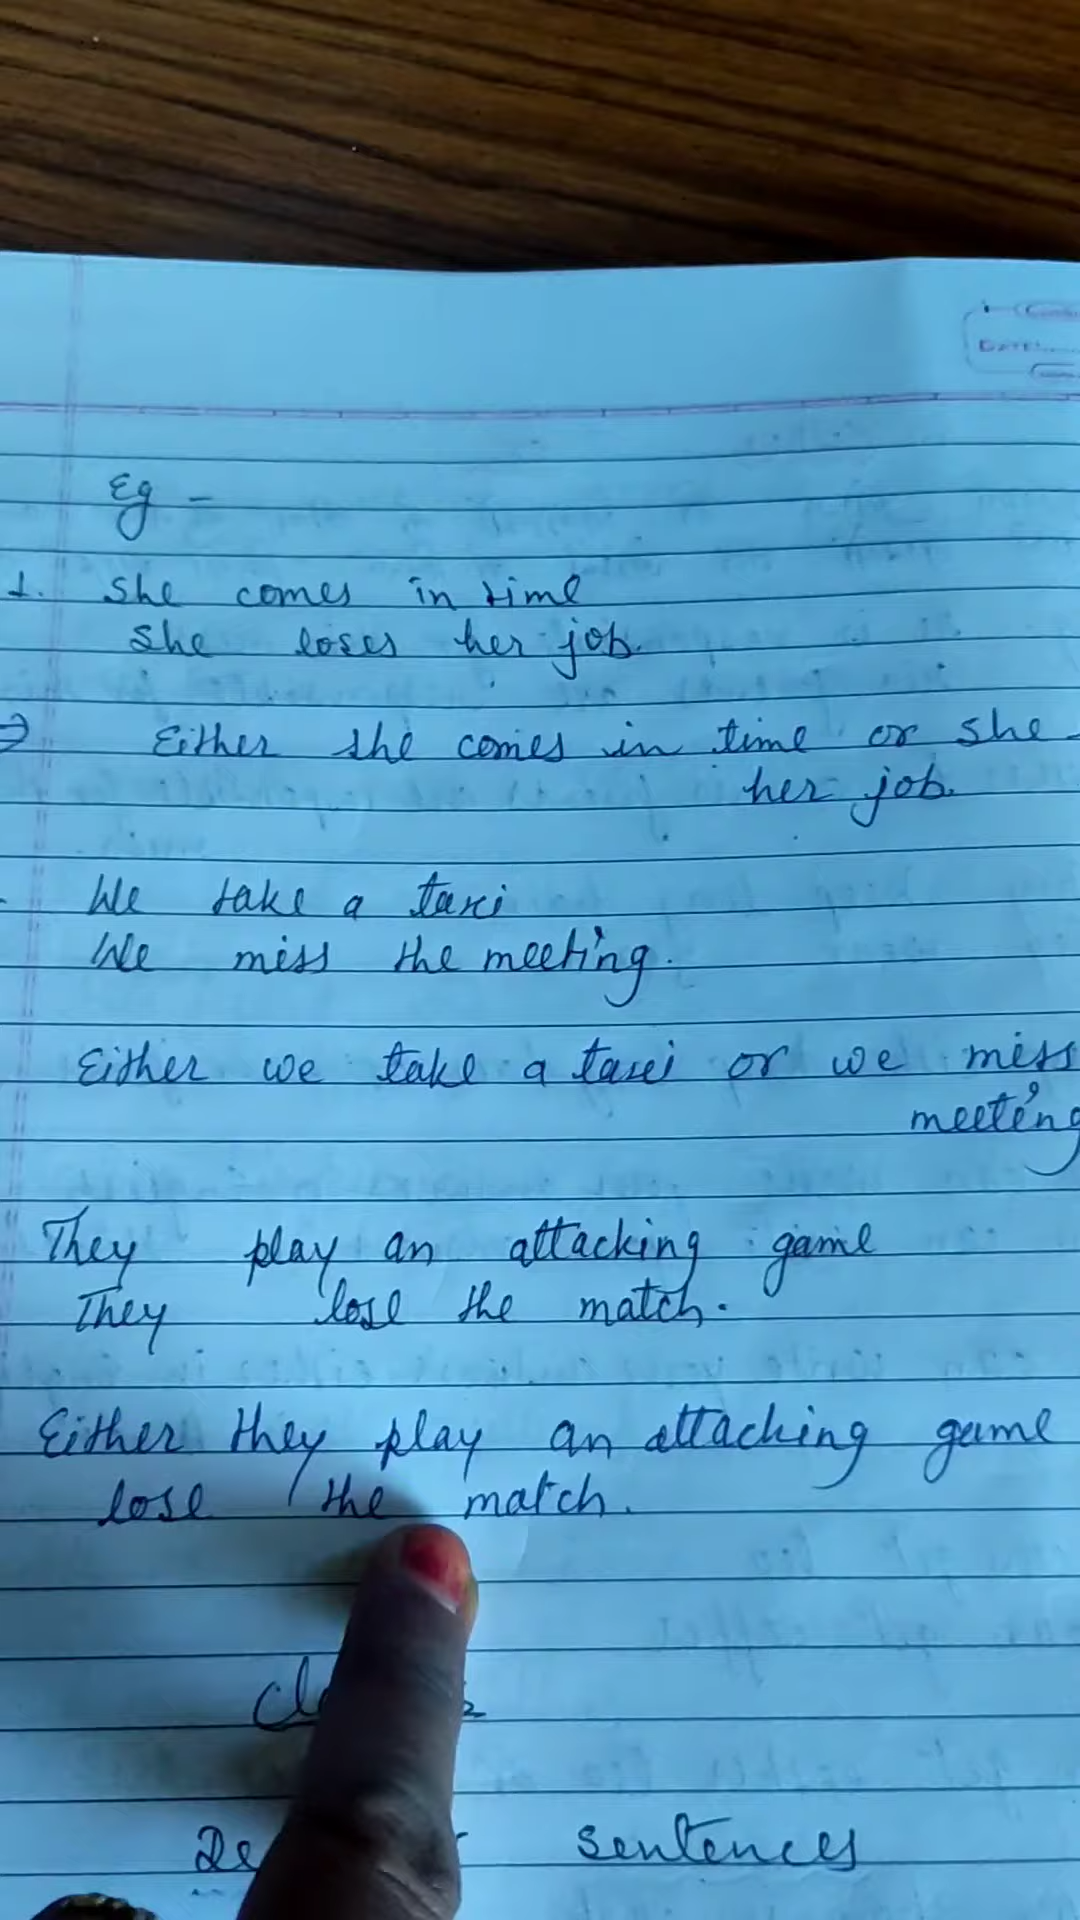 Eg -
1. She comes in time
She loses her job.
⇒ Either she comes in time or she
her job.
We take a taxi
We miss the meeting.
Either we take a taxi or we miss
meeting
They play an attacking game
They lose the match.
Either they play an attacking game
lose the match.
sentences